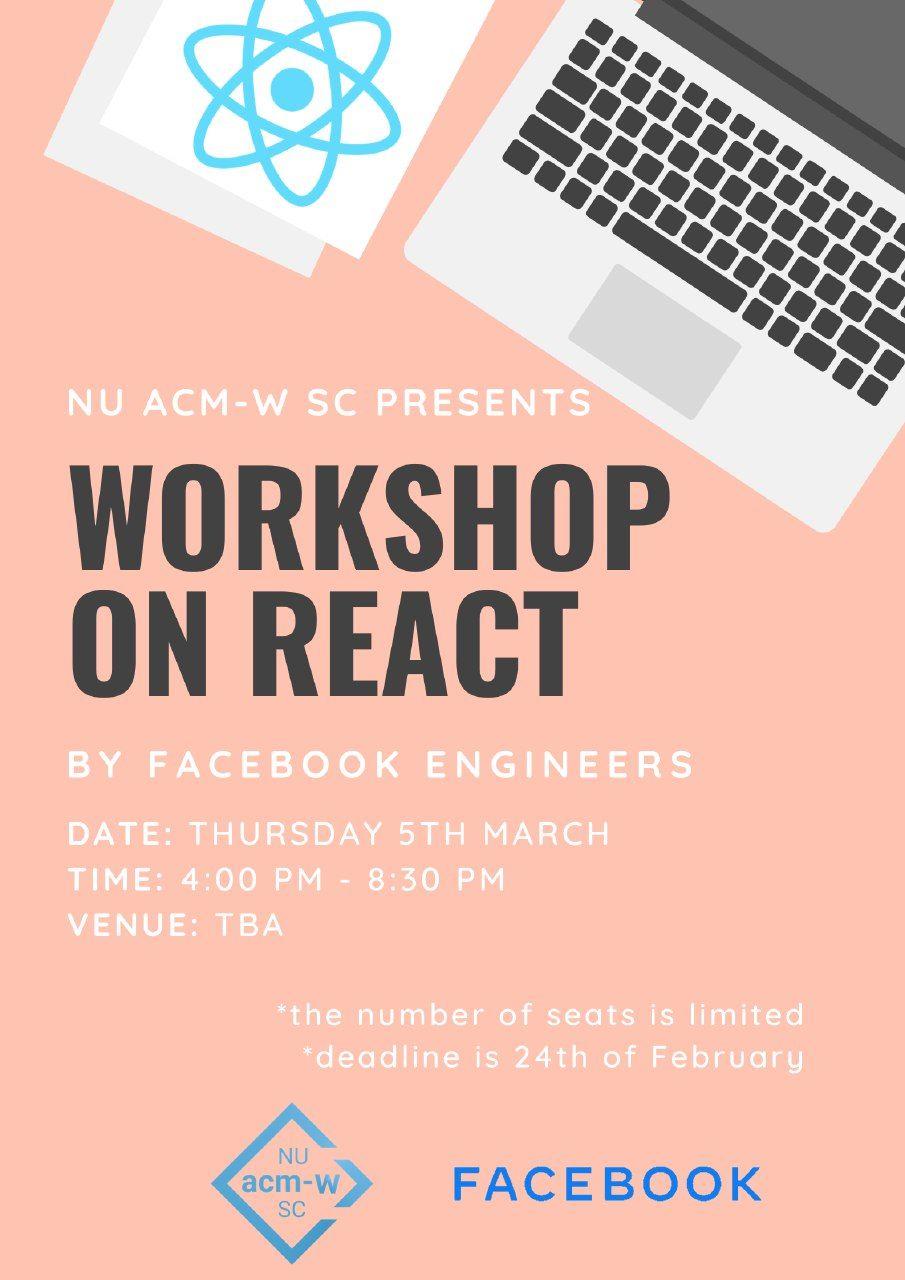 NU ACM-W SC PRESENTS
WORKSHOP
ON REACT
BY FACEBOOK ENGINEERS
DATE: THURSDAY 5TH MARCH
TIME: 4:00 PM - 8:30 PM
VENUE: TBA
*the number of seats is limited
*deadline is 24th of February
NU
acm-w
SC
FACEBOOK